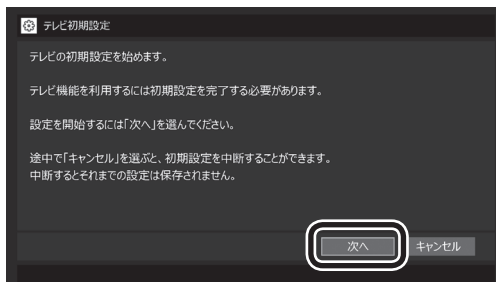 テレビ初期設定
テレビの初期設定を始めます。
テレビ機能を利用するには初期設定を完了する必要があります。
設定を開始するには「次へ」を選んでください。
途中で「キャンセル」を選ぶと、初期設定を中断することができます。
中断するとそれまでの設定は保存されません。
次へ
キャンセル